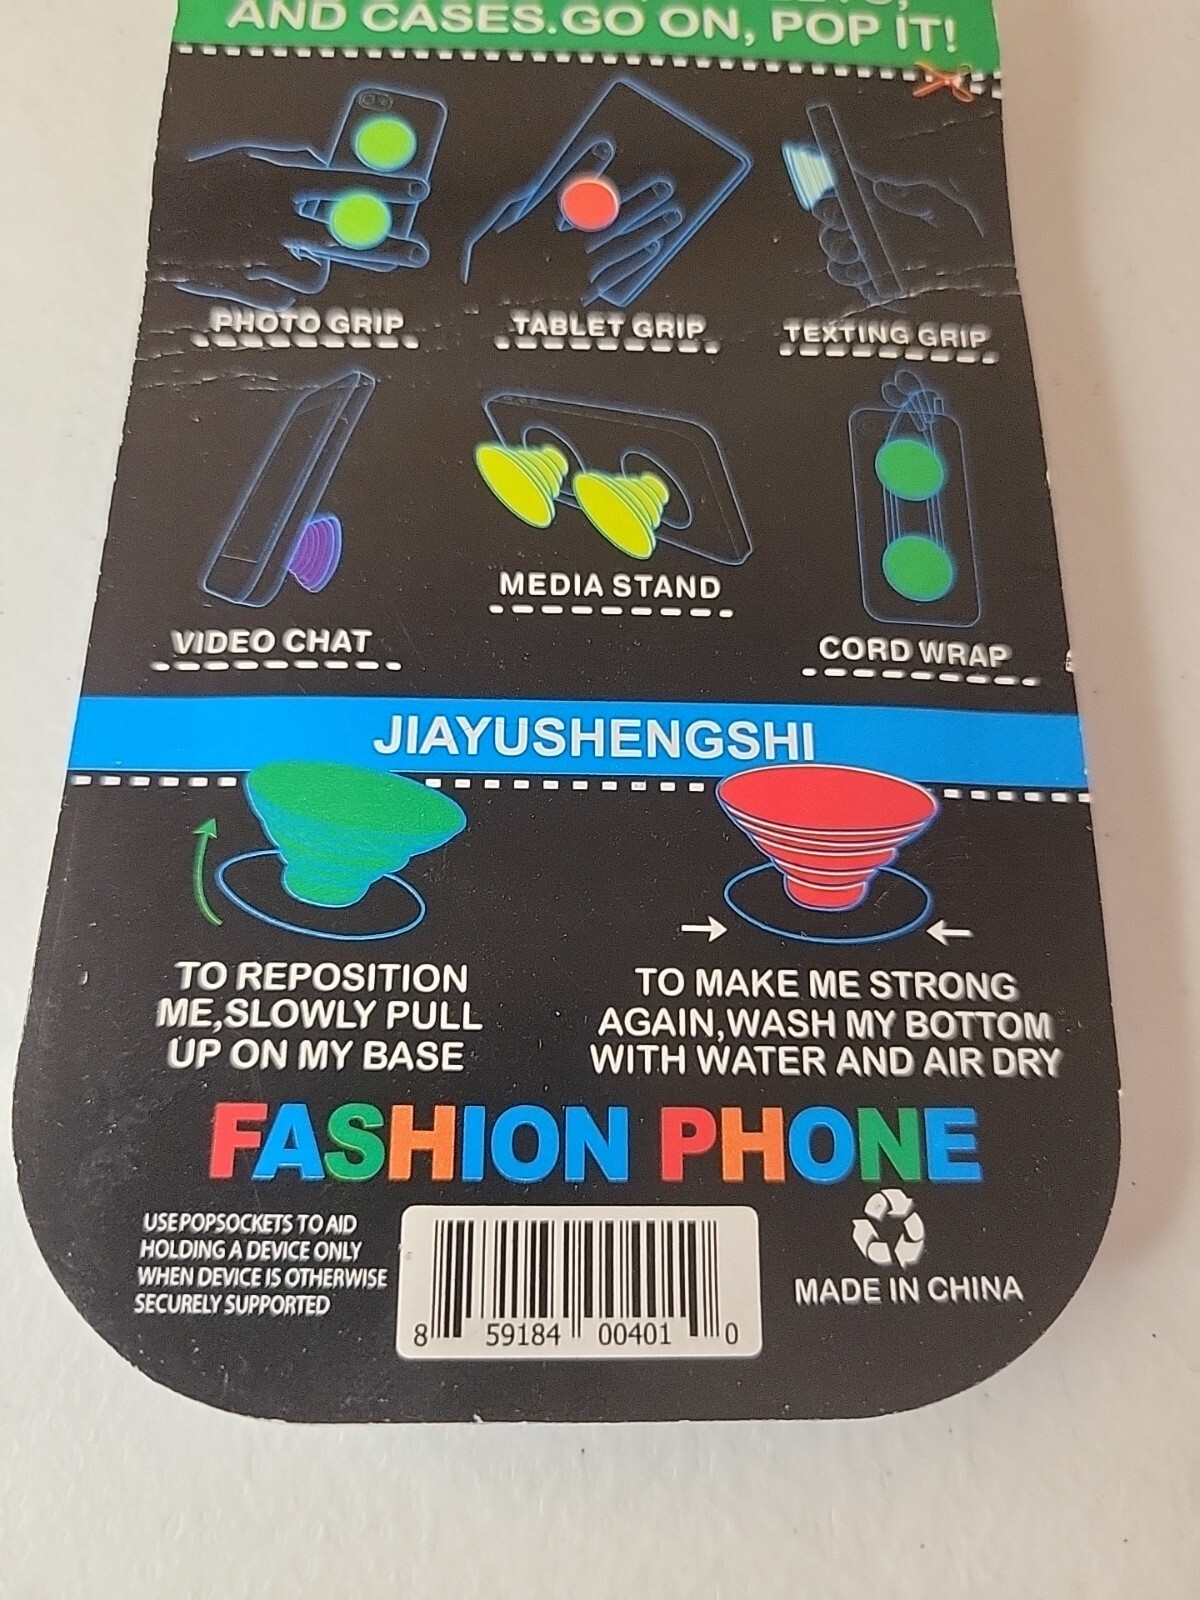 AND CASES.GO ON, POP IT!
PHOTO GRIP
TABLET GRIP
TEXTING GRIP
VIDEO CHAT
MEDIA STAND
CORD WRAP
JIAYUSHENGSHI
TO REPOSITION
ME,SLOWLY PULL
UP ON MY BASE
TO MAKE ME STRONG
AGAIN,WASH MY BOTTOM
WITH WATER AND AIR DRY
FASHION PHONE
USE POPSOCKETS TO AID
HOLDING A DEVICE ONLY
WHEN DEVICE IS OTHERWISE
SECURELY SUPPORTED
8 59184 00401 0
MADE IN CHINA